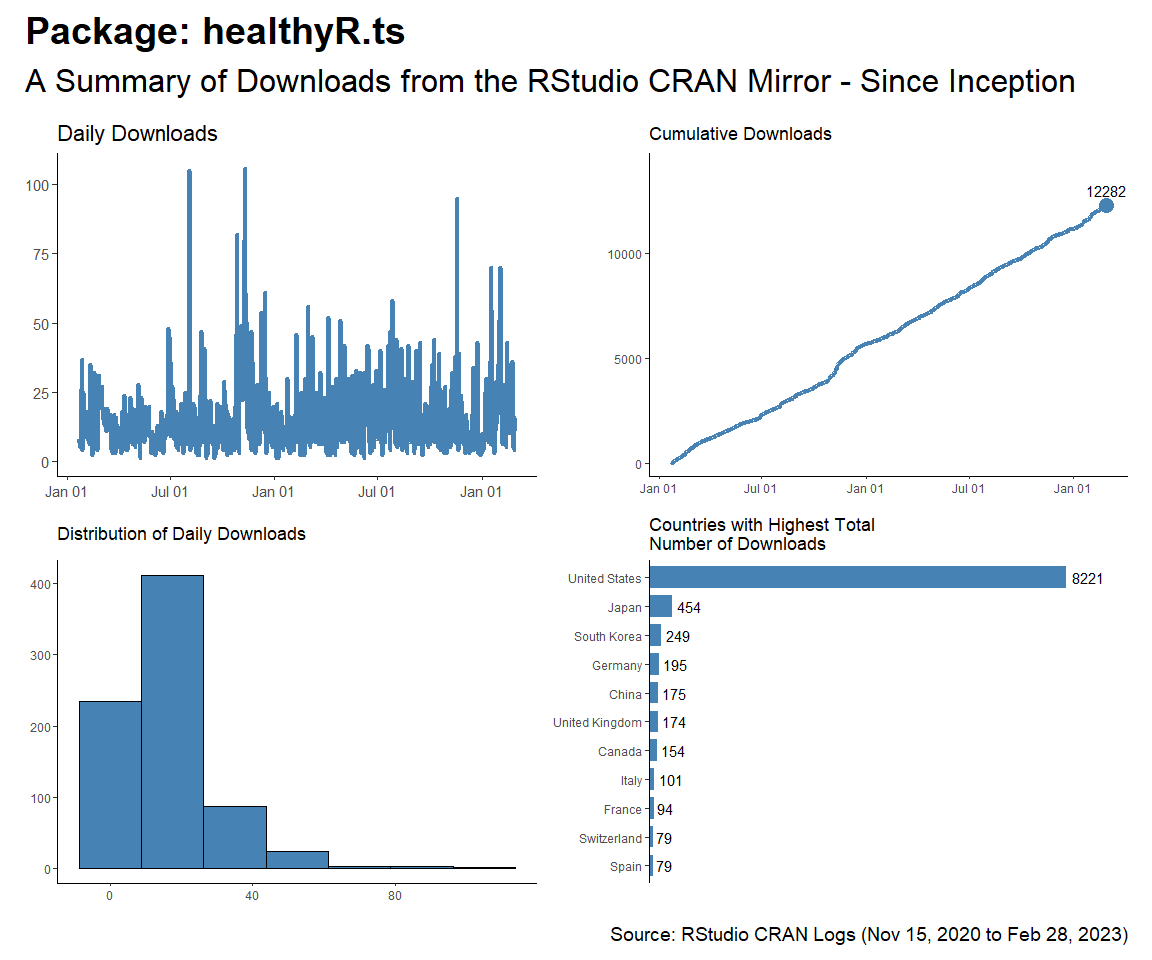 Package: healthyR.ts
A Summary of Downloads from the RStudio CRAN Mirror - Since Inception
Daily Downloads
100
75
50
25
0
Jan 01 Jul 01 Jan 01 Jul 01 Jan 01
Cumulative Downloads
12282
10000
5000
0
Jan 01 Jul 01 Jan 01 Jul 01 Jan 01
Distribution of Daily Downloads
400
300
200
100
0
0 40 80
Countries with Highest Total
Number of Downloads
United States 8221
Japan 454
South Korea 249
Germany 195
China 175
United Kingdom 174
Canada 154
Italy 101
France 94
Switzerland 79
Spain 79
Source: RStudio CRAN Logs (Nov 15, 2020 to Feb 28, 2023)